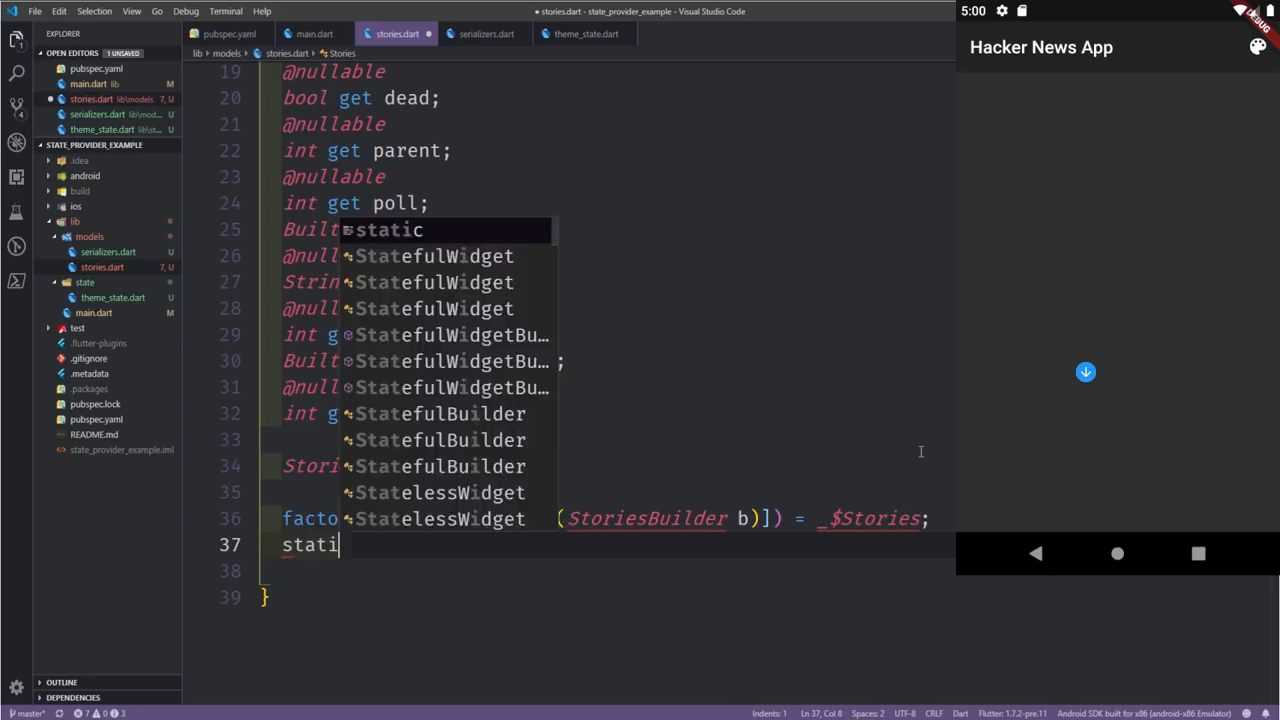 File Edit Selection View Go Debug Terminal Help
● stories.dart - state_provider_example - Visual Studio Code
EXPLORER
OPEN EDITORS 1 UNSAVED
pubspec.yaml
main.dart lib M
● stories.dart lib\models 7, U
serializers.dart lib\mod... U
theme_state.dart lib\st... U
STATE_PROVIDER_EXAMPLE
.idea
android
build
ios
lib
models
serializers.dart U
stories.dart 7, U
state
theme_state.dart U
main.dart M
test
.flutter-plugins
.gitignore
.metadata
.packages
pubspec.lock
pubspec.yaml
README.md
state_provider_example.iml
OUTLINE
DEPENDENCIES
pubspec.yaml main.dart stories.dart ● serializers.dart theme_state.dart
lib › models › stories.dart › Stories
19 @nullable
20 bool get dead;
21 @nullable
22 int get parent;
23 @nullable
24 int get poll;
25 Built
26 @null
27 Strin
28 @null
29 int g
30 Built ;
31 @null
32 int g
33
34 Stori
35
36 facto (StoriesBuilder b)]) = _$Stories;
37 stati
38
39 }
static
StatefulWidget
StatefulWidget
StatefulWidget
StatefulWidgetBu...
StatefulWidgetBu...
StatefulWidgetBu...
StatefulBuilder
StatefulBuilder
StatefulBuilder
StatelessWidget
StatelessWidget
5:00
DEBUG
Hacker News App
master* 7 0 3 Indents: 1 Ln 37, Col 8 Spaces: 2 UTF-8 CRLF Dart Flutter: 1.7.2-pre.11 Android SDK built for x86 (android-x86 Emulator)